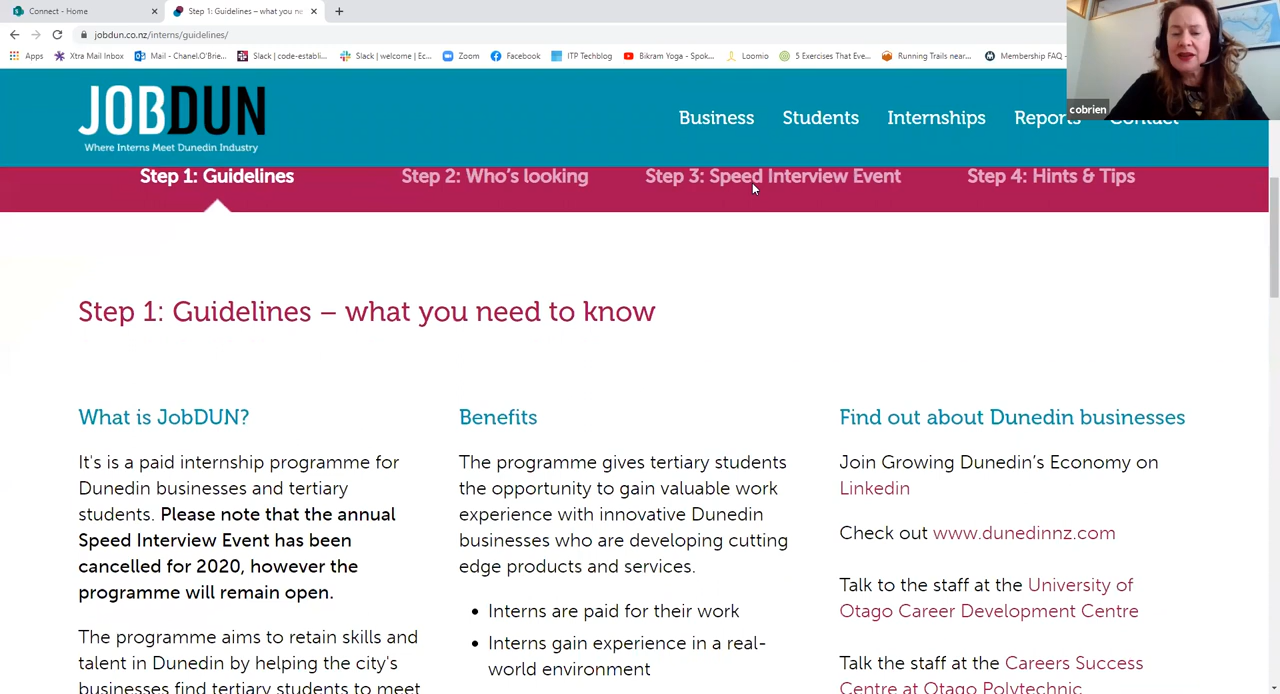 Connect - Home
Step 1: Guidelines – what you ne
jobdun.co.nz/interns/guidelines/
Apps
Xtra Mail Inbox
Mail - Chanel.O'Brie...
Slack | code-establi...
Slack | welcome | Ec...
Zoom
Facebook
ITP Techblog
Bikram Yoga - Spok...
Loomio
5 Exercises That Eve...
Running Trails near...
Membership FAQ -
cobrien
JOBDUN
Where Interns Meet Dunedin Industry
Business
Students
Internships
Reports
Contact
Step 1: Guidelines
Step 2: Who's looking
Step 3: Speed Interview Event
Step 4: Hints & Tips
Step 1: Guidelines – what you need to know
What is JobDUN?
It's is a paid internship programme for
Dunedin businesses and tertiary
students. Please note that the annual
Speed Interview Event has been
cancelled for 2020, however the
programme will remain open.
The programme aims to retain skills and
talent in Dunedin by helping the city's
businesses find tertiary students to meet
Benefits
The programme gives tertiary students
the opportunity to gain valuable work
experience with innovative Dunedin
businesses who are developing cutting
edge products and services.
• Interns are paid for their work
• Interns gain experience in a real-
world environment
Find out about Dunedin businesses
Join Growing Dunedin's Economy on
Linkedin
Check out www.dunedinnz.com
Talk to the staff at the University of
Otago Career Development Centre
Talk the staff at the Careers Success
Centre at Otago Polytechnic